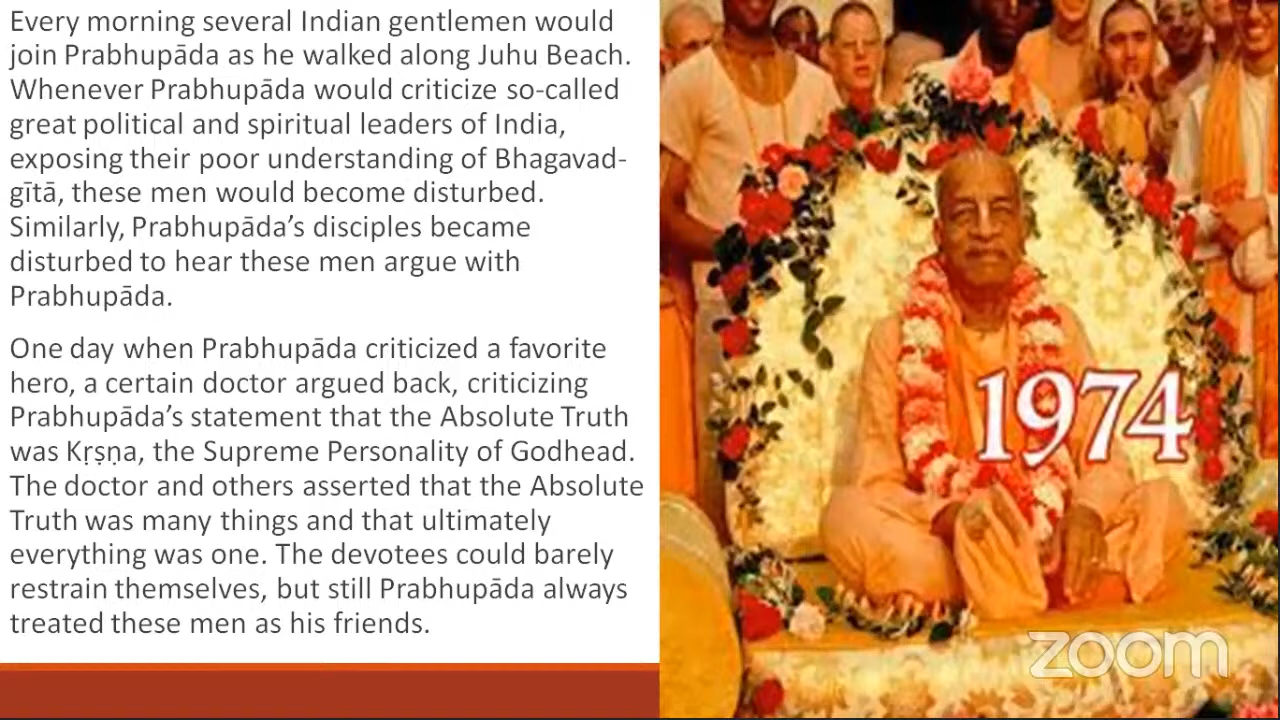 Every morning several Indian gentlemen would
join Prabhupāda as he walked along Juhu Beach.
Whenever Prabhupāda would criticize so-called
great political and spiritual leaders of India,
exposing their poor understanding of Bhagavad-
gītā, these men would become disturbed.
Similarly, Prabhupāda’s disciples became
disturbed to hear these men argue with
Prabhupāda.
One day when Prabhupāda criticized a favorite
hero, a certain doctor argued back, criticizing
Prabhupāda’s statement that the Absolute Truth
was Kṛṣṇa, the Supreme Personality of Godhead.
The doctor and others asserted that the Absolute
Truth was many things and that ultimately
everything was one. The devotees could barely
restrain themselves, but still Prabhupāda always
treated these men as his friends.
1974
zoom